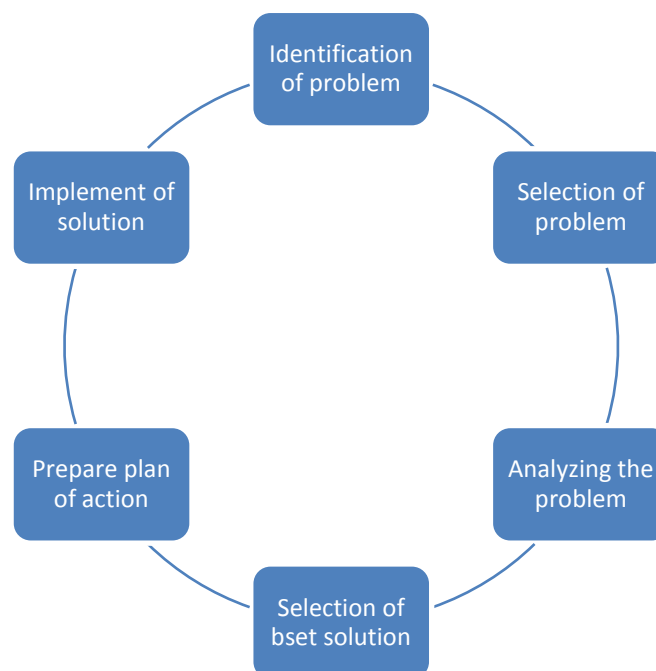 Identification
of problem
Selection of
problem
Analyzing the
problem
Selection of
bset solution
Prepare plan
of action
Implement of
solution